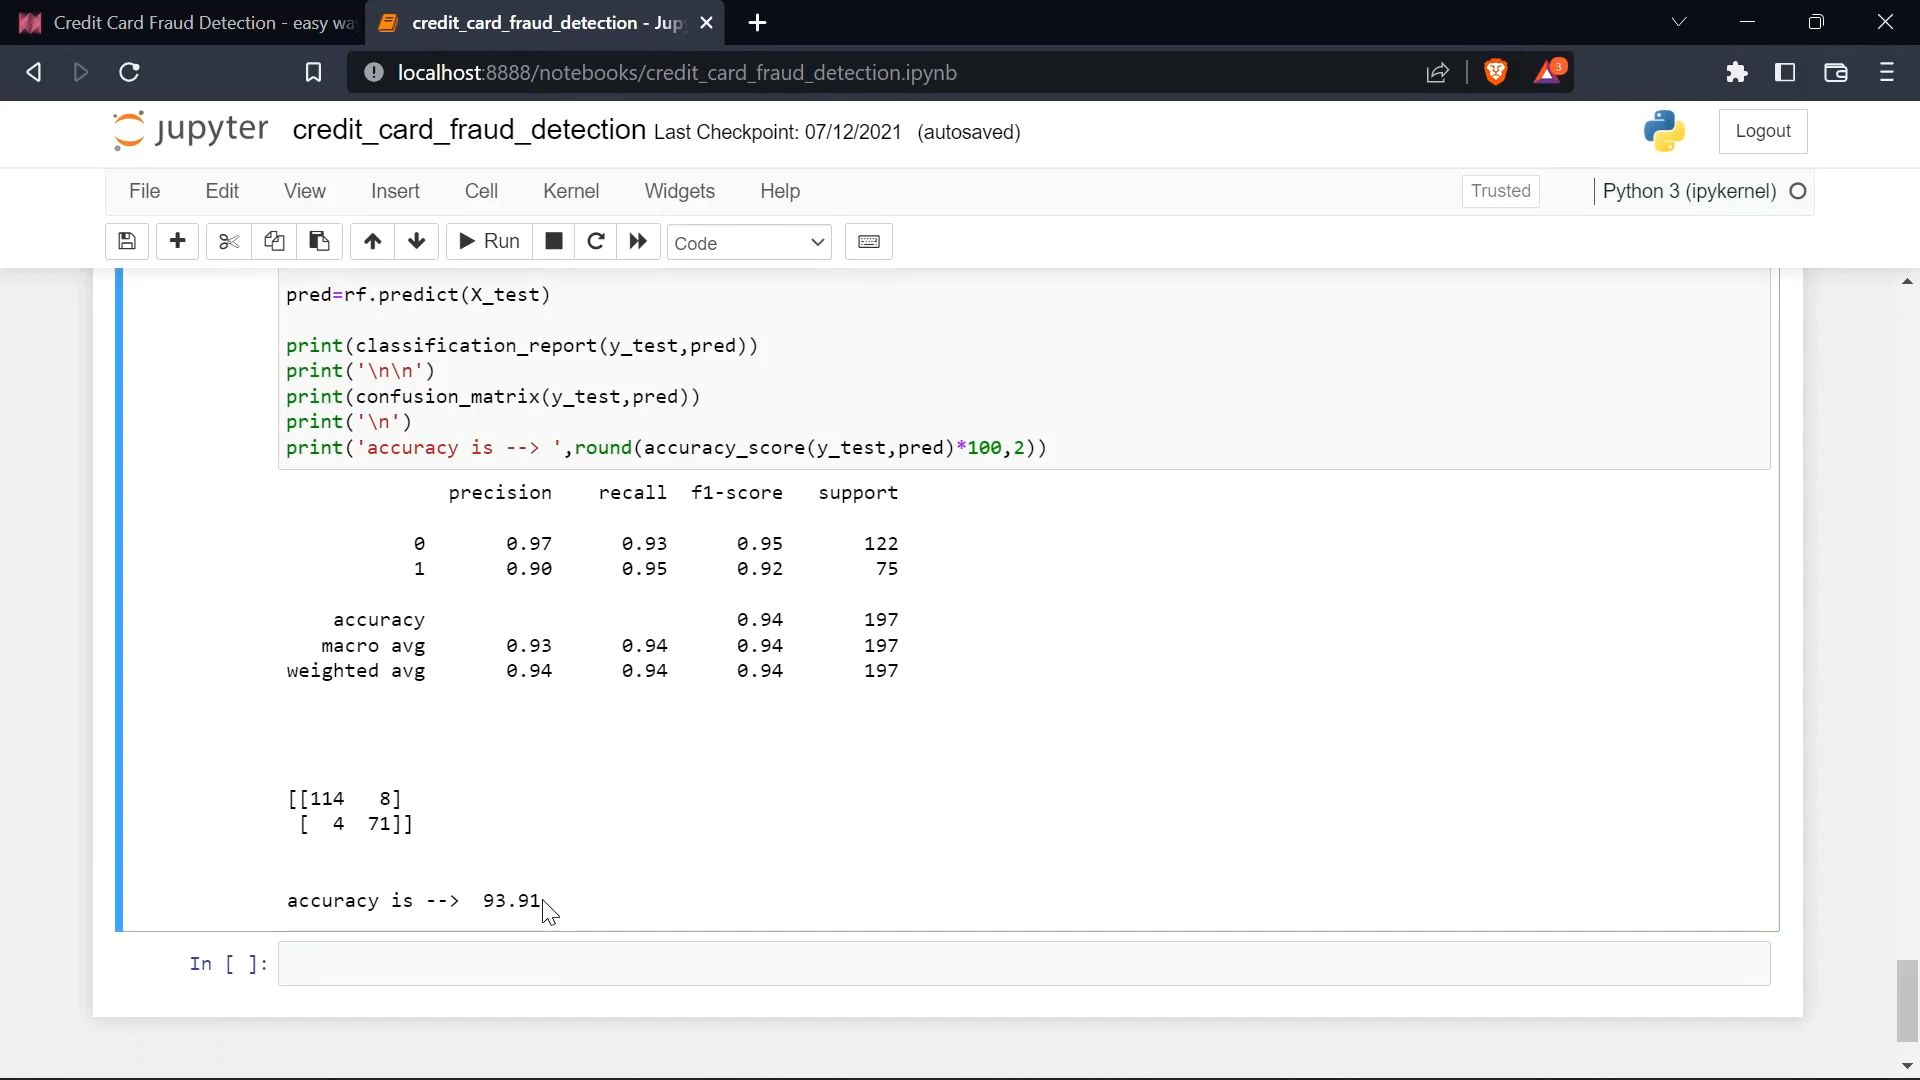 Credit Card Fraud Detection - easy wa
credit_card_fraud_detection - Jup
localhost:8888/notebooks/credit_card_fraud_detection.ipynb
3
jupyter credit_card_fraud_detection Last Checkpoint: 07/12/2021 (autosaved)
Logout
File Edit View Insert Cell Kernel Widgets Help
Trusted Python 3 (ipykernel)
Run Code
pred=rf.predict(X_test)
print(classification_report(y_test,pred))
print('\n\n')
print(confusion_matrix(y_test,pred))
print('\n')
print('accuracy is --> ',round(accuracy_score(y_test,pred)*100,2))
precision recall f1-score support
0 0.97 0.93 0.95 122
1 0.90 0.95 0.92 75
accuracy 0.94 197
macro avg 0.93 0.94 0.94 197
weighted avg 0.94 0.94 0.94 197
[[114 8]
[ 4 71]]
accuracy is --> 93.91
In [ ]: